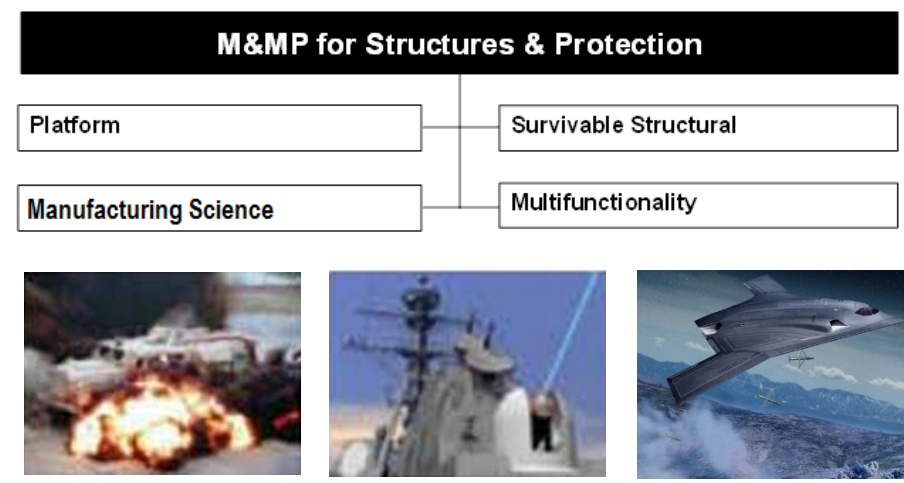 M&MP for Structures & Protection
Platform
Survivable Structural
Manufacturing Science
Multifunctionality